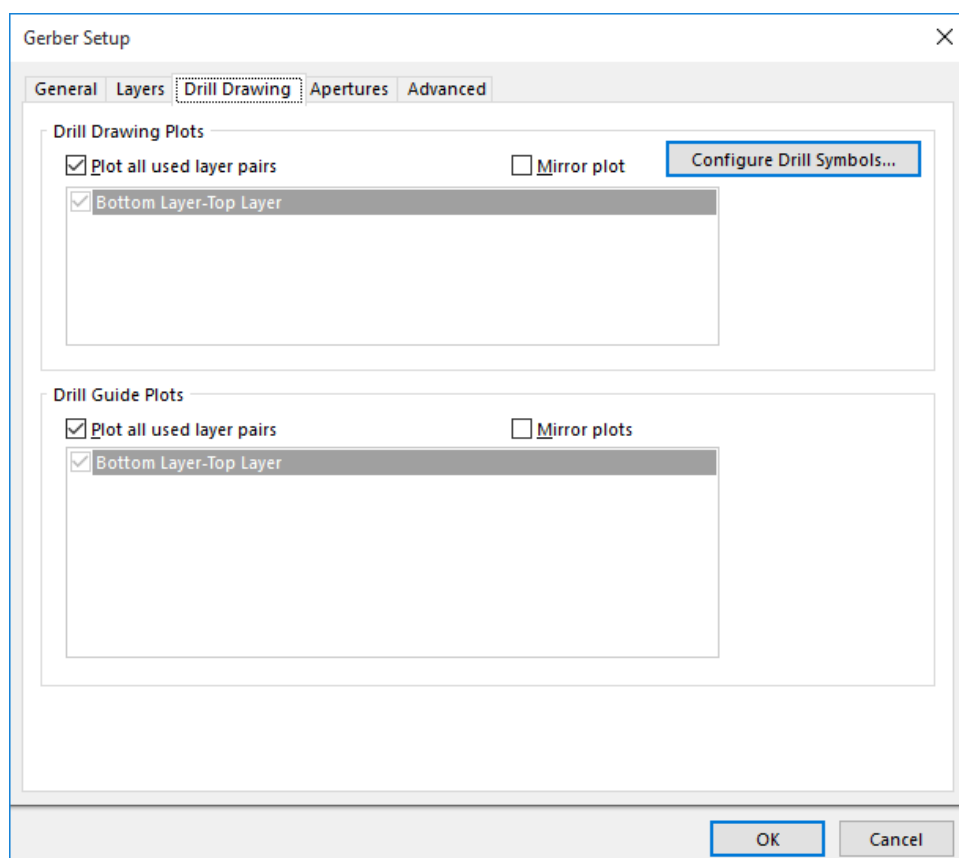 Gerber Setup
General Layers Drill Drawing Apertures Advanced
Drill Drawing Plots
Plot all used layer pairs Mirror plot Configure Drill Symbols...
Bottom Layer-Top Layer
Drill Guide Plots
Plot all used layer pairs Mirror plots
Bottom Layer-Top Layer
OK Cancel